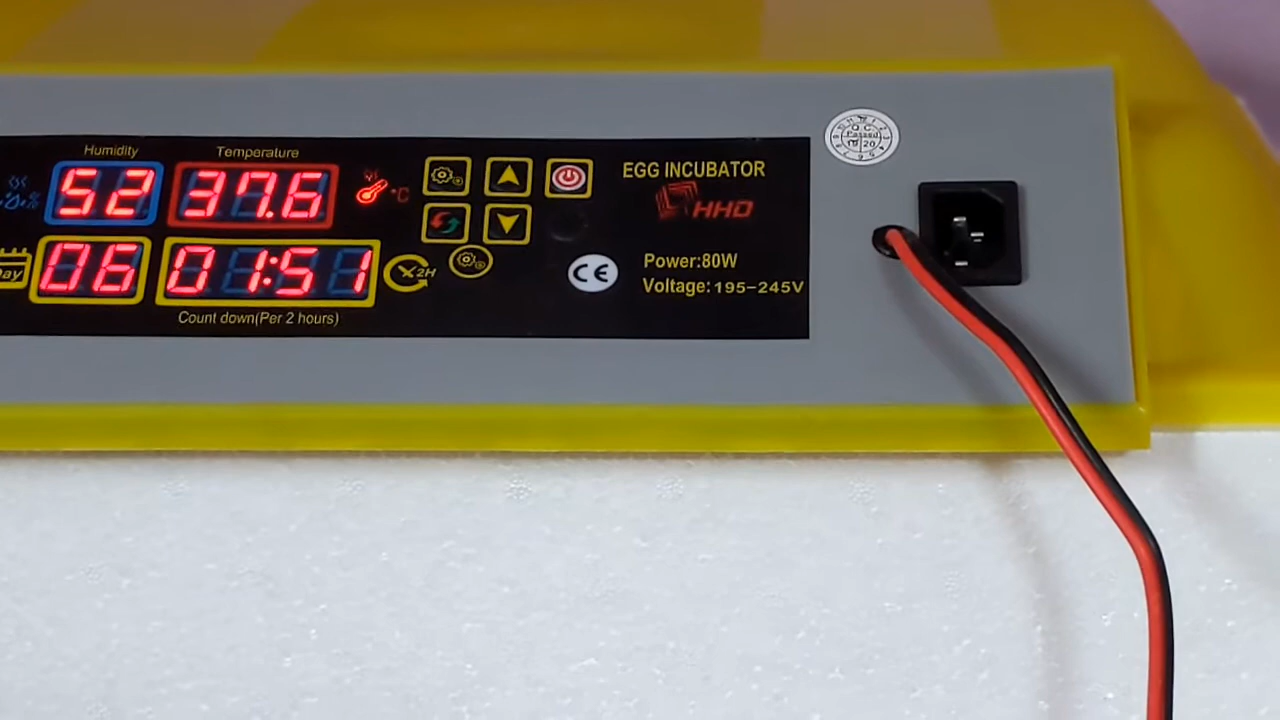 Humidity
Temperature
52
37.6
°C
%
Day
06
01:51
2H
Count down(Per 2 hours)
EGG INCUBATOR
HHD
CE
Power:80W
Voltage:195-245V
Q C
Passed